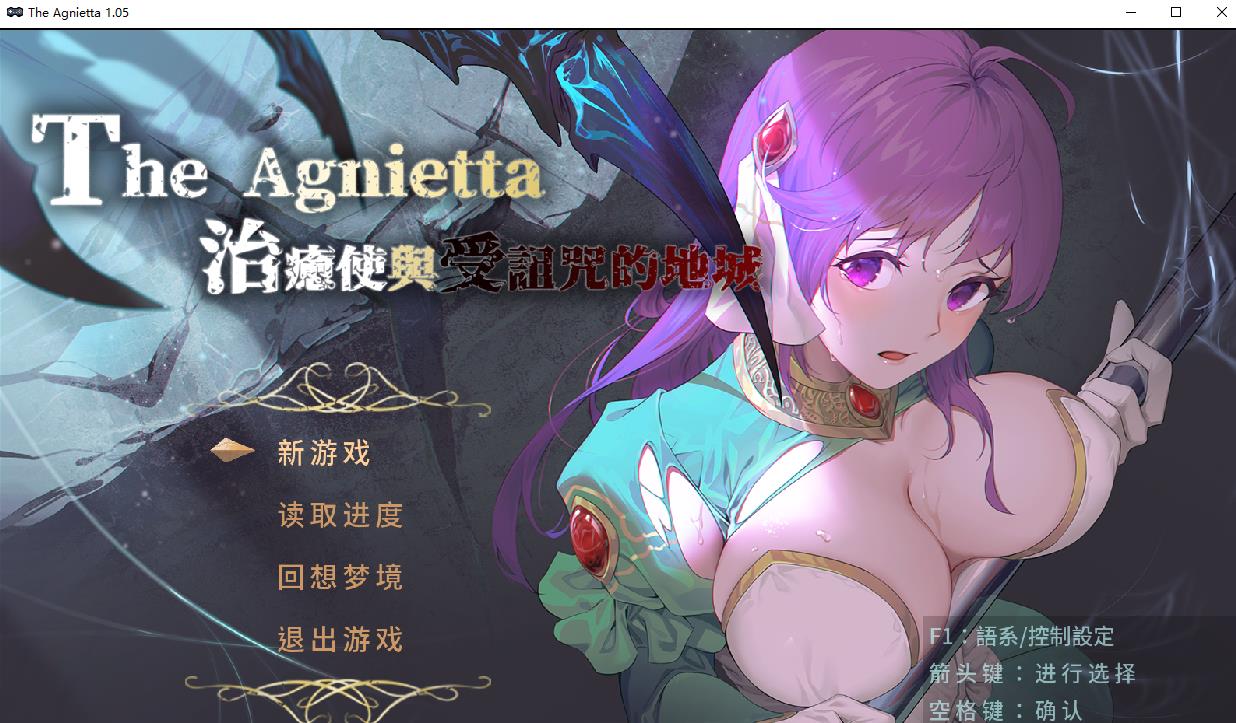 The Agnietta 1.05
The Agnietta
治癒使與受詛咒的地城
新游戏
读取进度
回想梦境
退出游戏
F1：語系/控制設定
箭头键：进行选择
空格键：确认